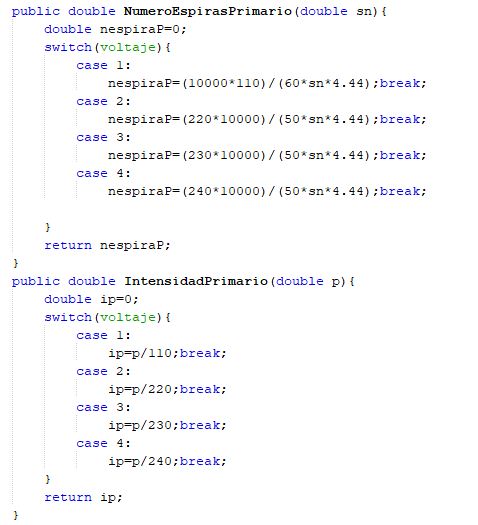 public double NumeroEspirasPrimario(double sn){
    double nespiraP=0;
    switch(voltaje){
        case 1:
            nespiraP=(10000*110)/(60*sn*4.44);break;
        case 2:
            nespiraP=(220*10000)/(50*sn*4.44);break;
        case 3:
            nespiraP=(230*10000)/(50*sn*4.44);break;
        case 4:
            nespiraP=(240*10000)/(50*sn*4.44);break;
    }
    return nespiraP;
}
public double IntensidadPrimario(double p){
    double ip=0;
    switch(voltaje){
        case 1:
            ip=p/110;break;
        case 2:
            ip=p/220;break;
        case 3:
            ip=p/230;break;
        case 4:
            ip=p/240;break;
    }
    return ip;
}